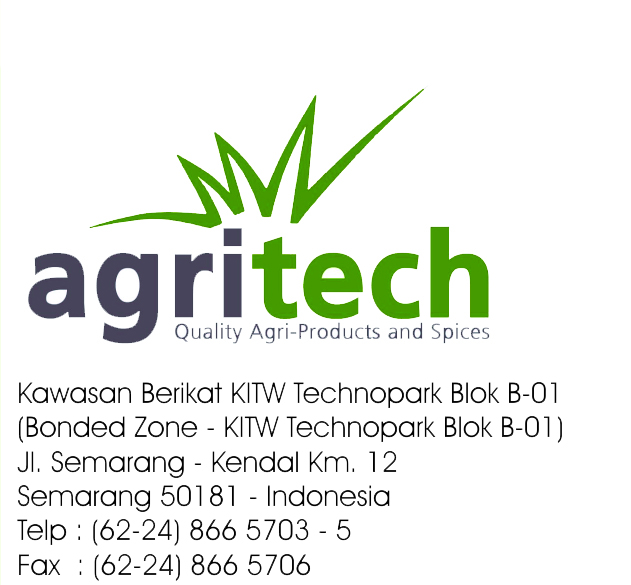 agritech
Quality Agri-Products and Spices
Kawasan Berikat KITW Technopark Blok B-01
(Bonded Zone - KITW Technopark Blok B-01)
Jl. Semarang - Kendal Km. 12
Semarang 50181 - Indonesia
Telp : (62-24) 866 5703 - 5
Fax : (62-24) 866 5706